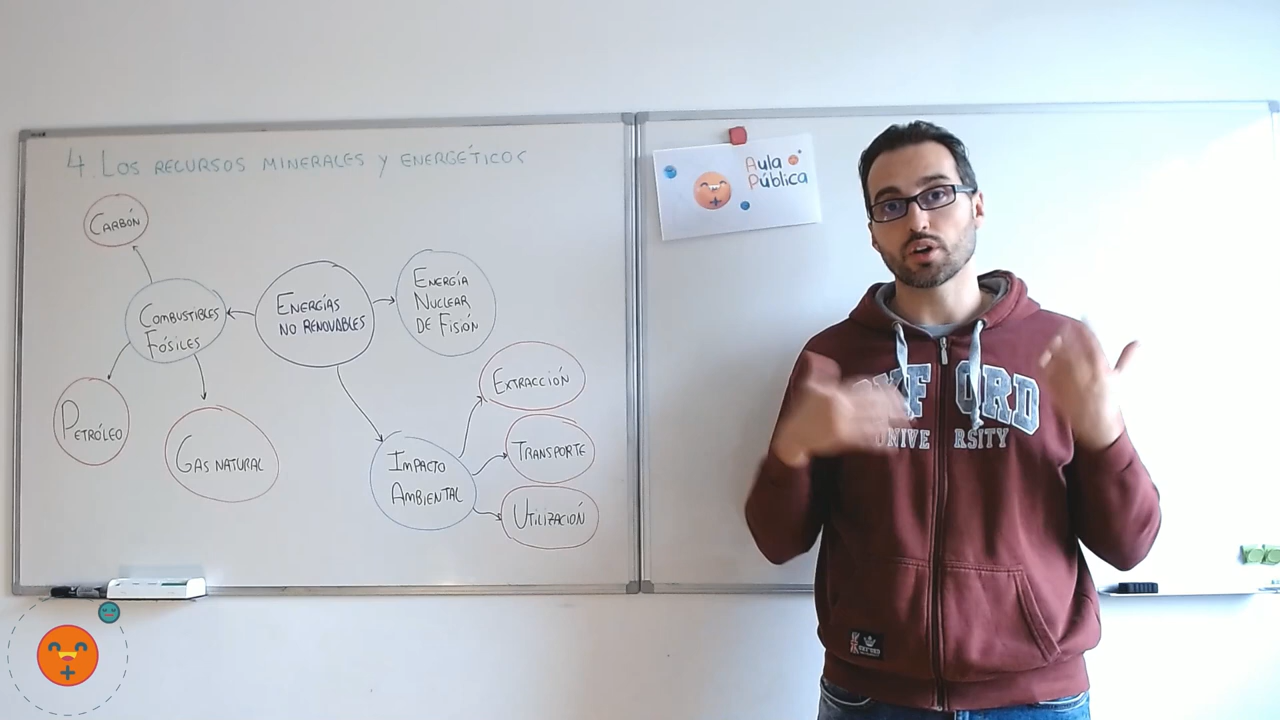 4. LOS RECURSOS MINERALES Y ENERGÉTICOS
CARBÓN
COMBUSTIBLES
FÓSILES
ENERGÍAS
NO RENOVABLES
ENERGÍA
NUCLEAR
DE FISIÓN
PETRÓLEO
GAS NATURAL
IMPACTO
AMBIENTAL
EXTRACCIÓN
TRANSPORTE
UTILIZACIÓN
Aula
Pública
OXFORD
UNIVERSITY